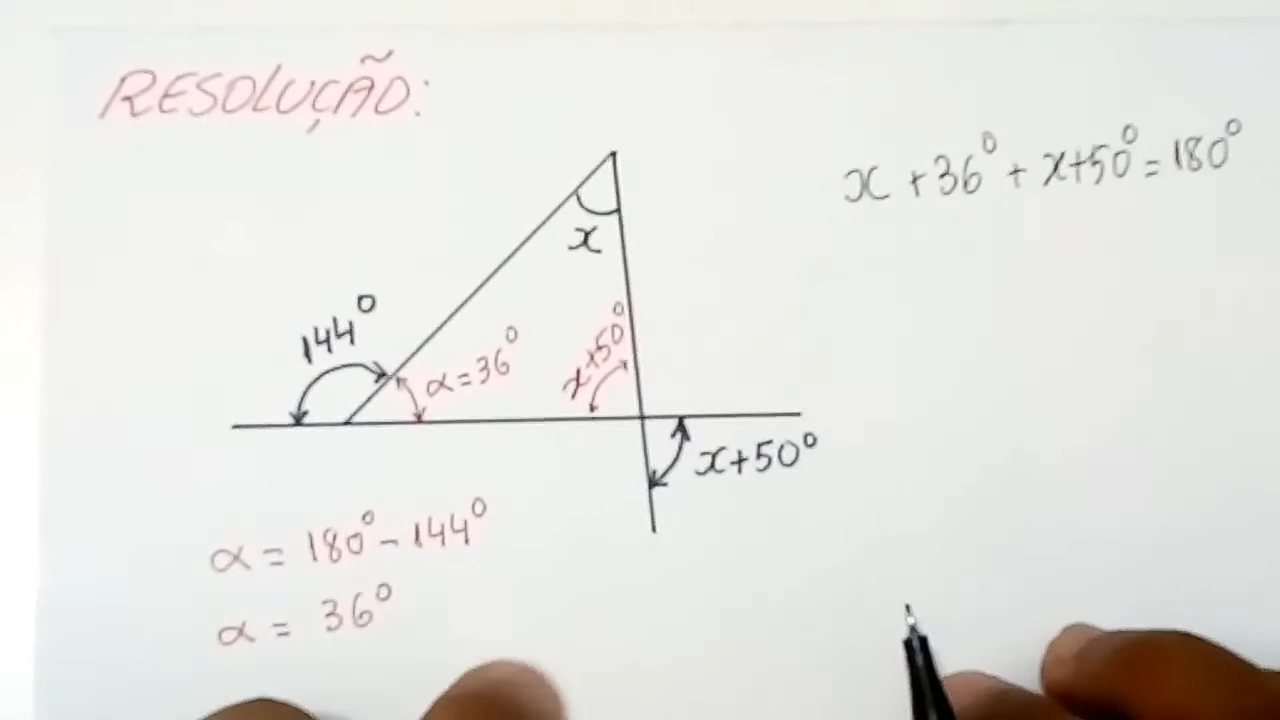 RESOLUÇÃO:
x + 36° + x+50° = 180°
x
144°
α = 36°
x+50°
x+50°
α = 180° - 144°
α = 36°